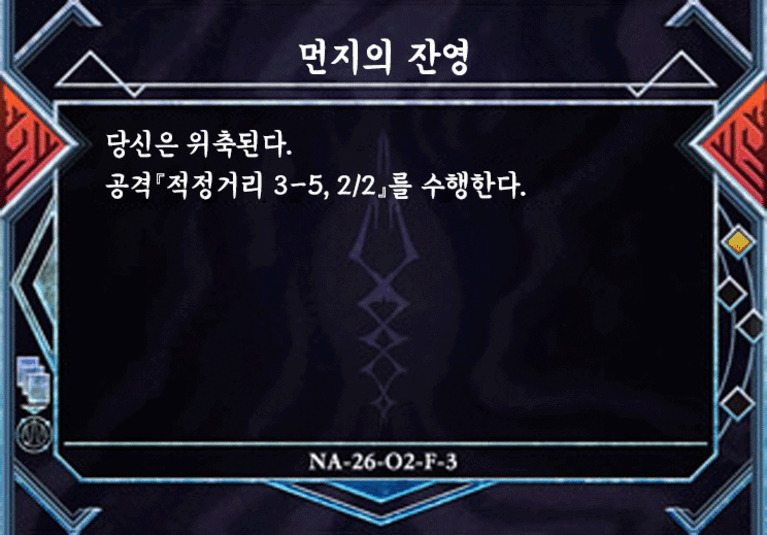 먼지의 잔영
당신은 위축된다.
공격『적정거리 3-5, 2/2』를 수행한다.
NA-26-O2-F-3